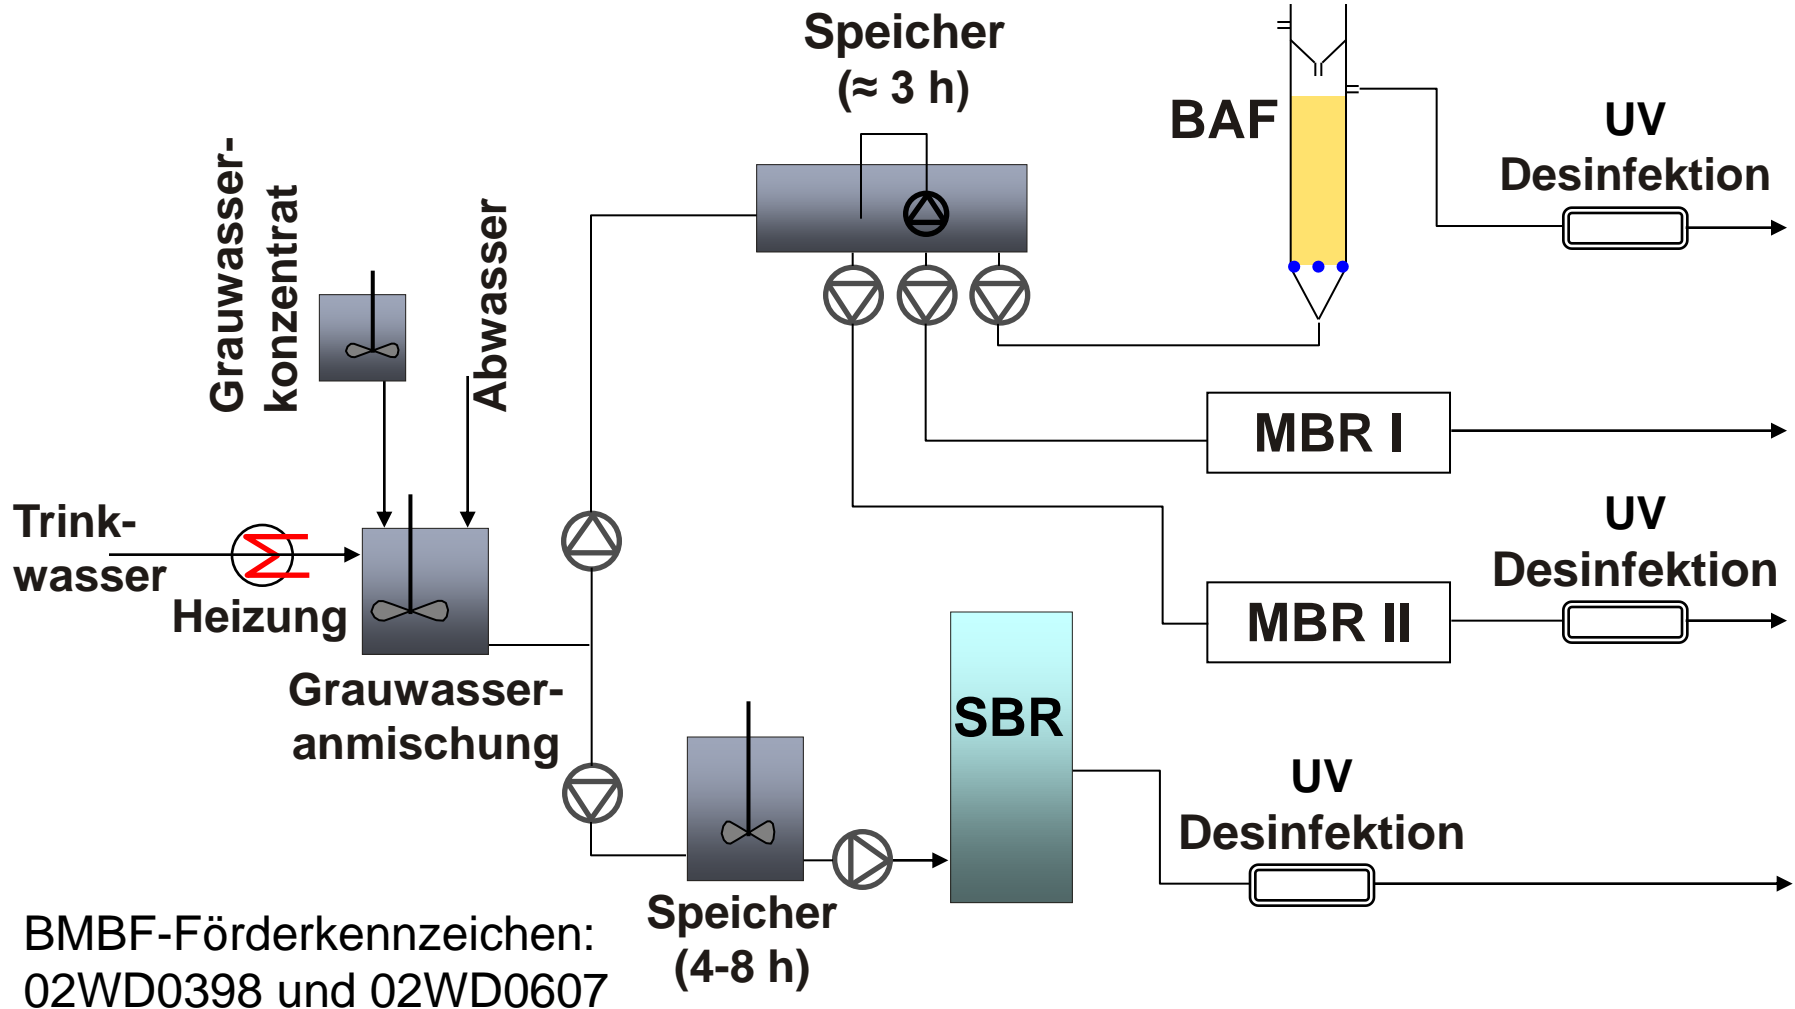 Speicher
(≈ 3 h)
BAF
UV
Desinfektion
Grauwasser-
konzentrat
Abwasser
MBR I
Trink-
wasser
Heizung
UV
Desinfektion
MBR II
Grauwasser-
anmischung
SBR
UV
Desinfektion
Speicher
(4-8 h)
BMBF-Förderkennzeichen:
02WD0398 und 02WD0607